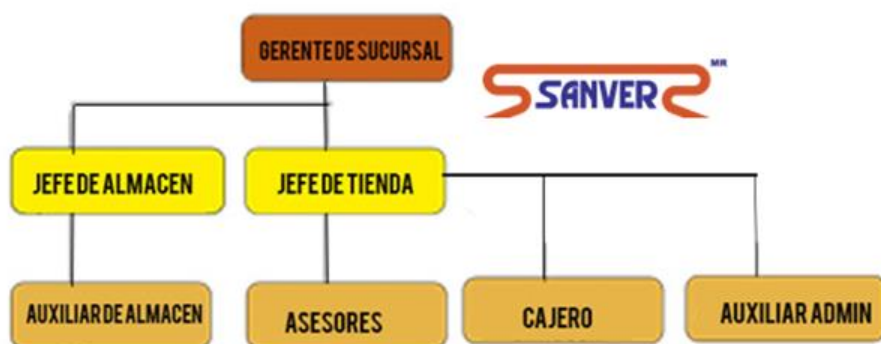 GERENTE DE SUCURSAL
MR
SANVER
JEFE DE ALMACEN
JEFE DE TIENDA
AUXILIAR DE ALMACEN
ASESORES
CAJERO
AUXILIAR ADMIN